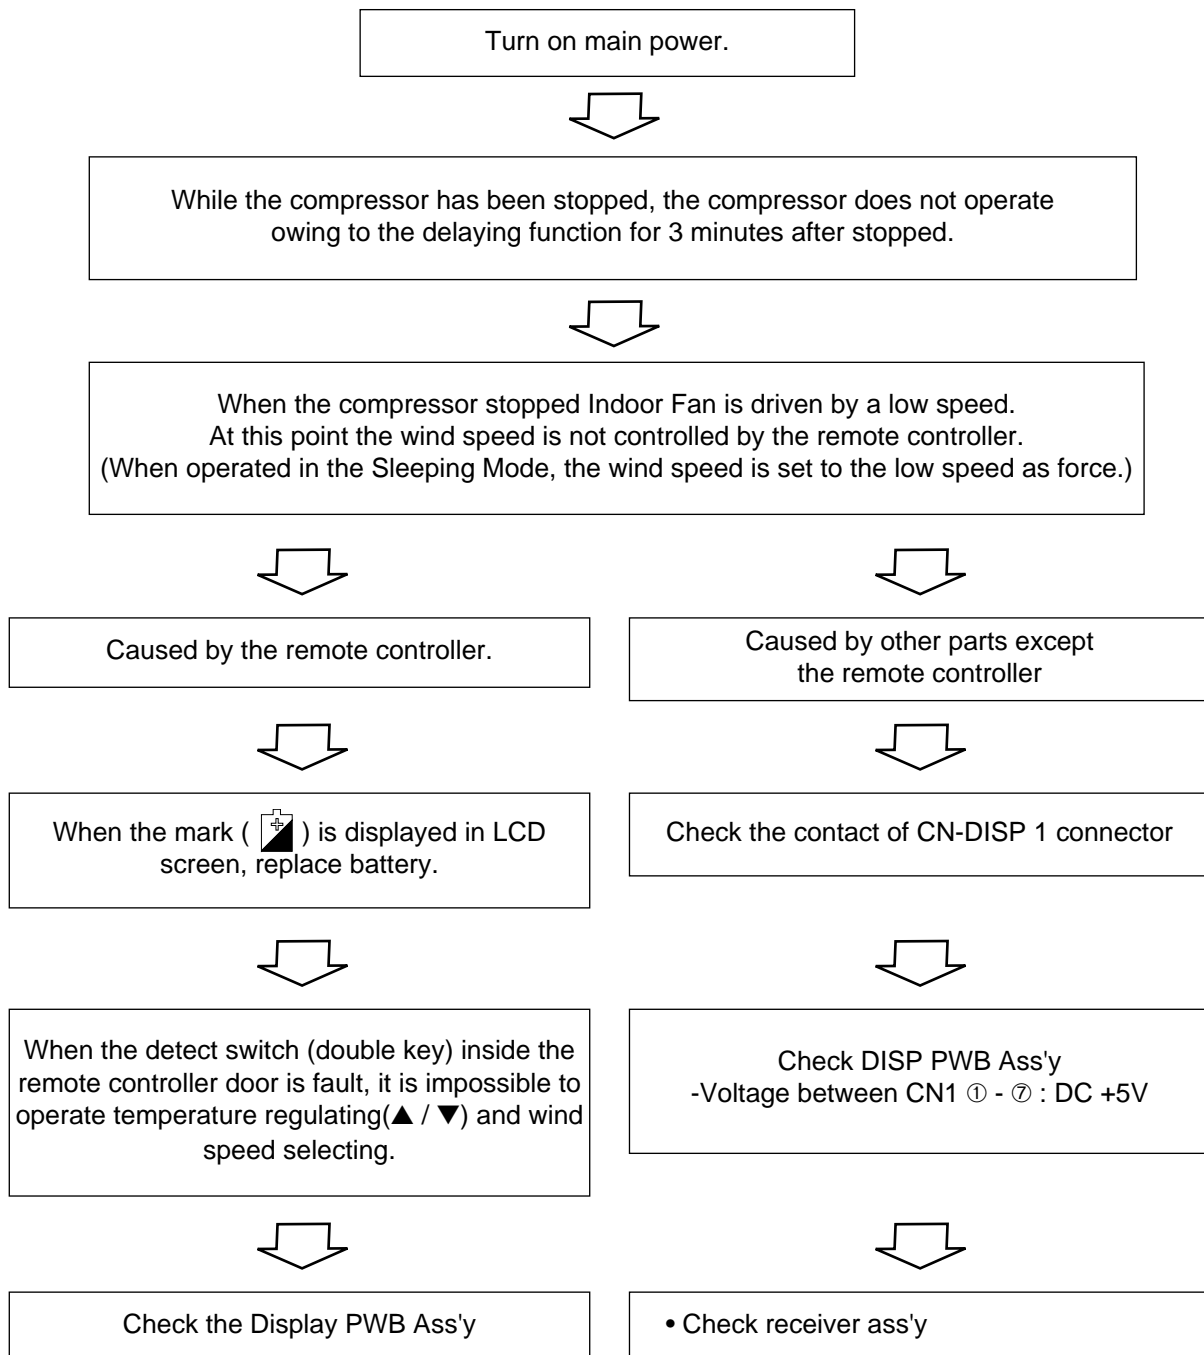 Turn on main power.
While the compressor has been stopped, the compressor does not operate
owing to the delaying function for 3 minutes after stopped.
When the compressor stopped Indoor Fan is driven by a low speed.
At this point the wind speed is not controlled by the remote controller.
(When operated in the Sleeping Mode, the wind speed is set to the low speed as force.)
Caused by the remote controller.
When the mark ( + ) is displayed in LCD
screen, replace battery.
When the detect switch (double key) inside the
remote controller door is fault, it is impossible to
operate temperature regulating(▲ / ▼) and wind
speed selecting.
Check the Display PWB Ass'y
Caused by other parts except
the remote controller
Check the contact of CN-DISP 1 connector
Check DISP PWB Ass'y
-Voltage between CN1 ① - ⑦ : DC +5V
• Check receiver ass'y